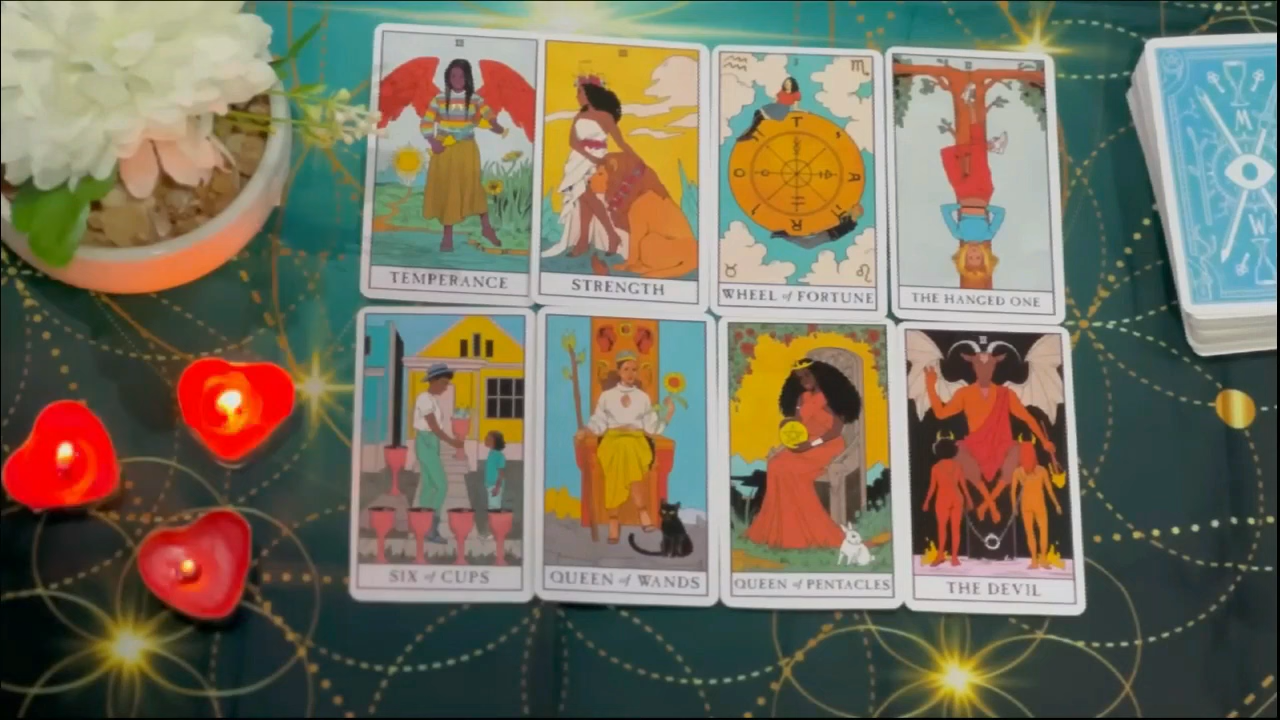 TEMPERANCE
STRENGTH
WHEEL of FORTUNE
THE HANGED ONE
SIX of CUPS
QUEEN of WANDS
QUEEN of PENTACLES
THE DEVIL
M
W